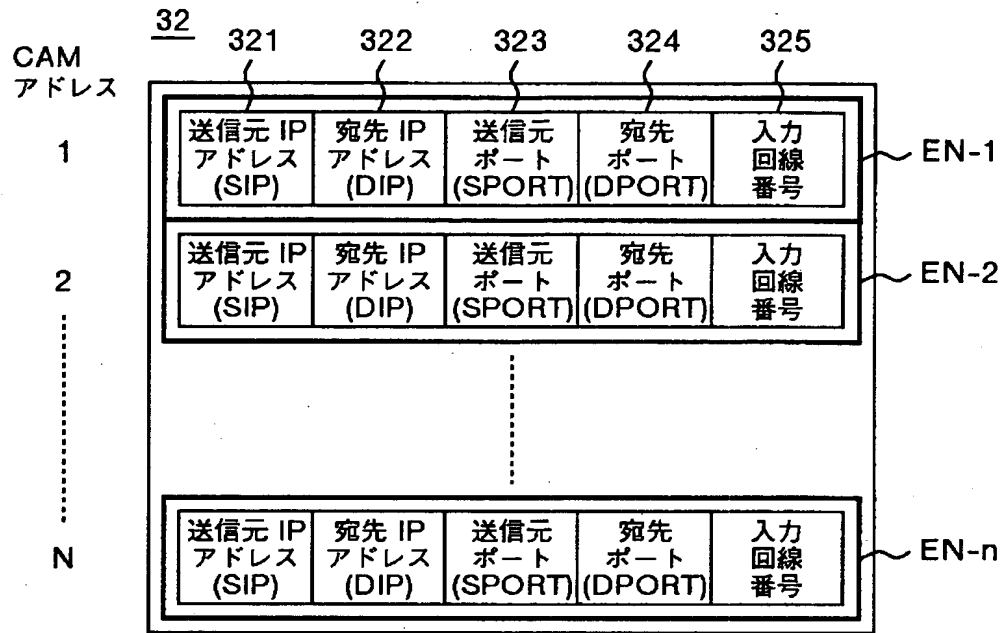 32
321 322 323 324 325
CAM
アドレス
1
送信元 IP
アドレス
(SIP)
宛先 IP
アドレス
(DIP)
送信元
ポート
(SPORT)
宛先
ポート
(DPORT)
入力
回線
番号
EN-1
2
送信元 IP
アドレス
(SIP)
宛先 IP
アドレス
(DIP)
送信元
ポート
(SPORT)
宛先
ポート
(DPORT)
入力
回線
番号
EN-2
N
送信元 IP
アドレス
(SIP)
宛先 IP
アドレス
(DIP)
送信元
ポート
(SPORT)
宛先
ポート
(DPORT)
入力
回線
番号
EN-n